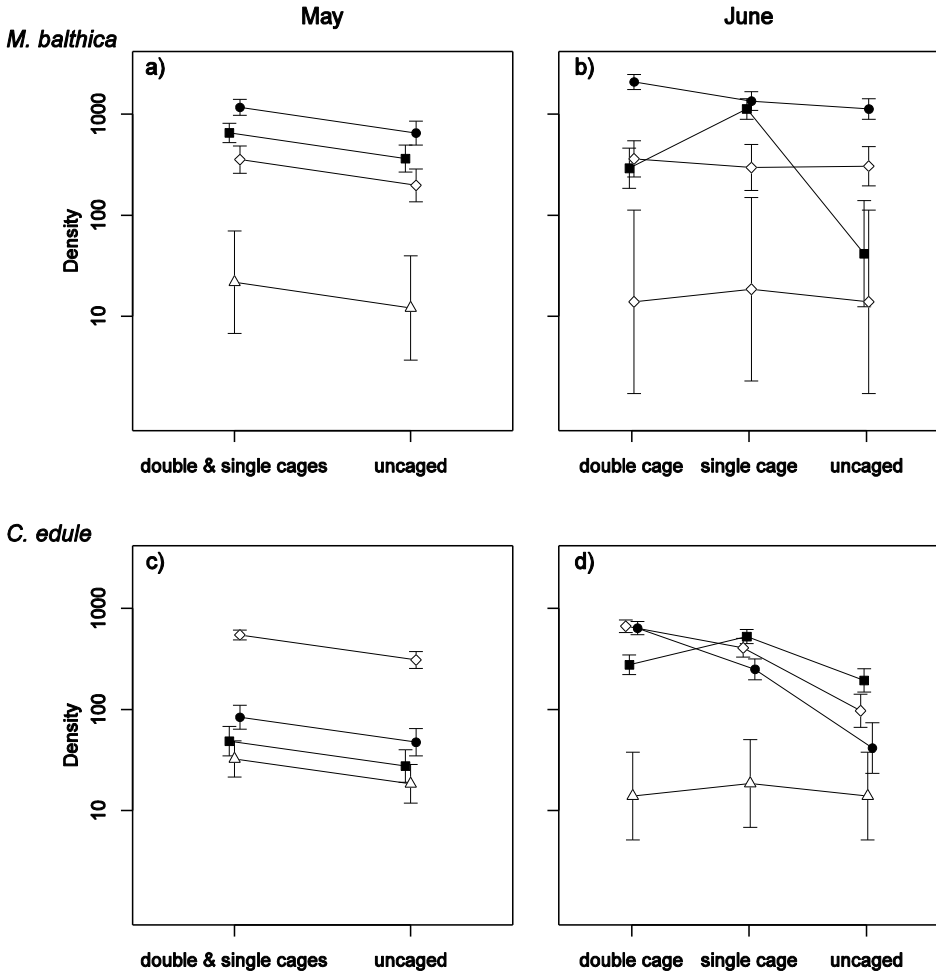 May June
M. balthica
a) b)
1000
100
10
Density
double & single cages uncaged double cage single cage uncaged
C. edule
c) d)
1000
100
10
Density
double & single cages uncaged double cage single cage uncaged